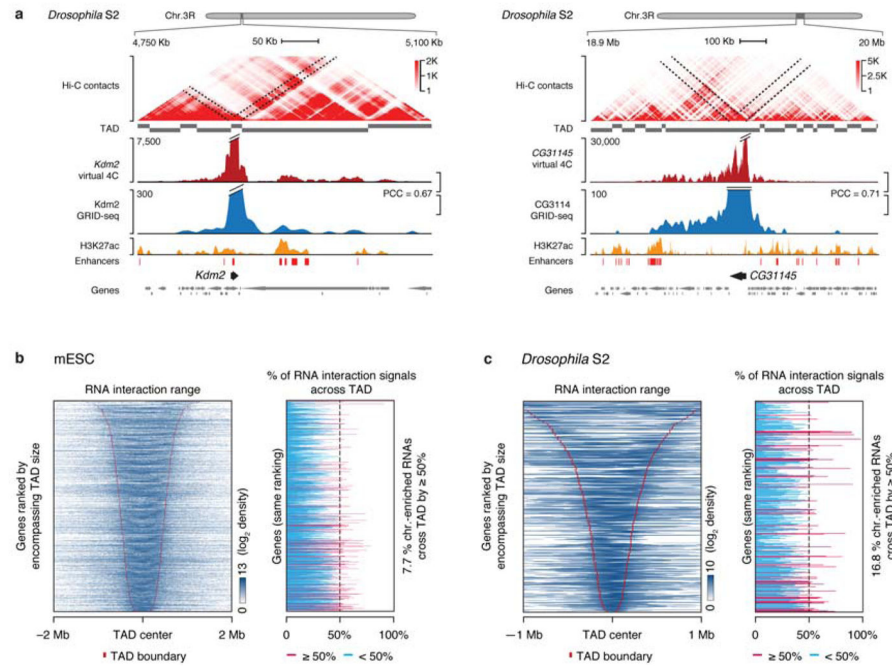 a
Drosophila S2
Chr.3R
4,750 Kb
50 Kb
5,100 Kb
Hi-C contacts
2K
1K
1
TAD
7,500
Kdm2
virtual 4C
300
PCC = 0.67
Kdm2
GRID-seq
H3K27ac
Enhancers
Kdm2
Genes
Drosophila S2
Chr.3R
18.9 Mb
100 Kb
20 Mb
Hi-C contacts
5K
2.5K
1
TAD
30,000
CG31145
virtual 4C
100
PCC = 0.71
CG3114
GRID-seq
H3K27ac
Enhancers
CG31145
Genes
b mESC
RNA interaction range
% of RNA interaction signals
across TAD
Genes ranked by
encompassing TAD size
0 13 (log2 density)
Genes (same ranking)
7.7 % chr.-enriched RNAs
cross TAD by ≥ 50%
−2 Mb TAD center 2 Mb
TAD boundary
0 50% 100%
≥ 50% < 50%
c Drosophila S2
RNA interaction range
% of RNA interaction signals
across TAD
Genes ranked by
encompassing TAD size
0 10 (log2 density)
Genes (same ranking)
16.8 % chr.-enriched RNAs
cross TAD by ≥ 50%
−1 Mb TAD center 1 Mb
TAD boundary
0 50% 100%
≥ 50% < 50%